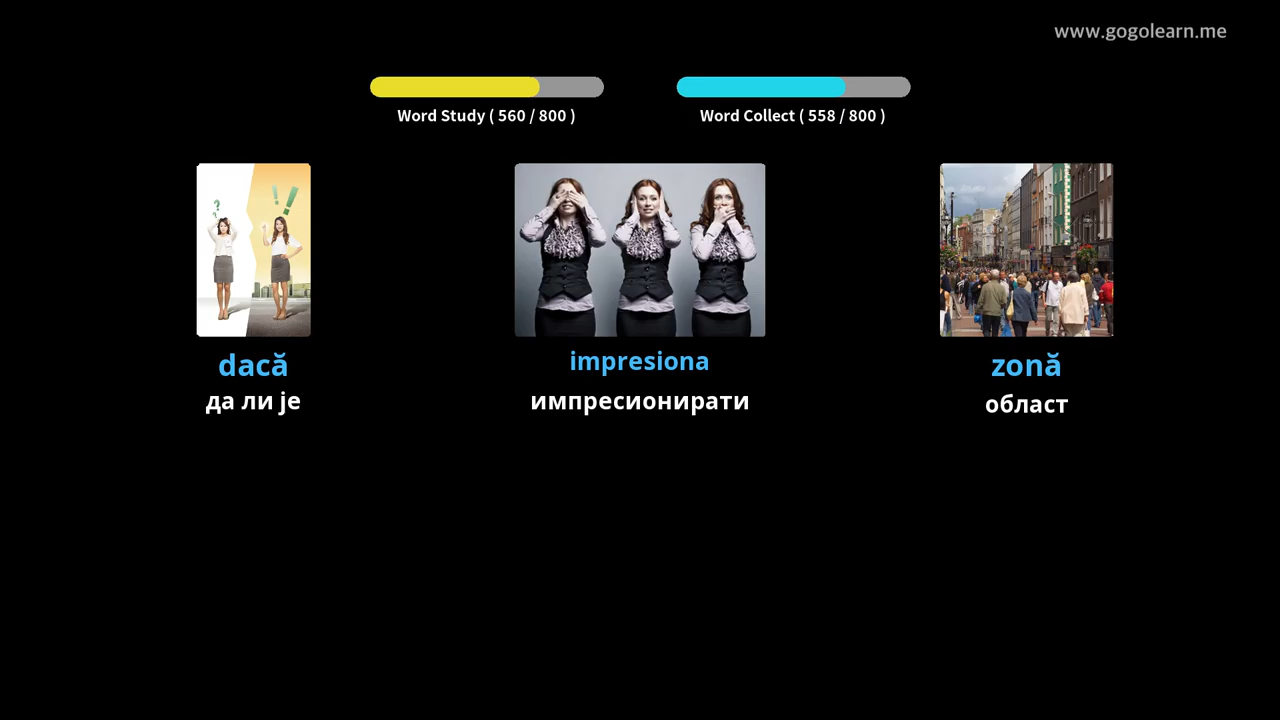 www.gogolearn.me
Word Study ( 560 / 800 )
Word Collect ( 558 / 800 )
dacă
impresiona
zonă
да ли је
импресионирати
област